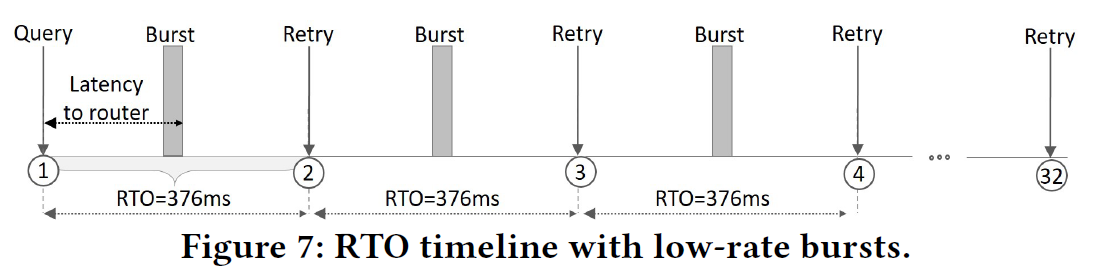 Query Burst Retry Burst Retry Burst Retry Retry
Latency
to router
1 2 3 4 32
RTO=376ms RTO=376ms RTO=376ms
Figure 7: RTO timeline with low-rate bursts.